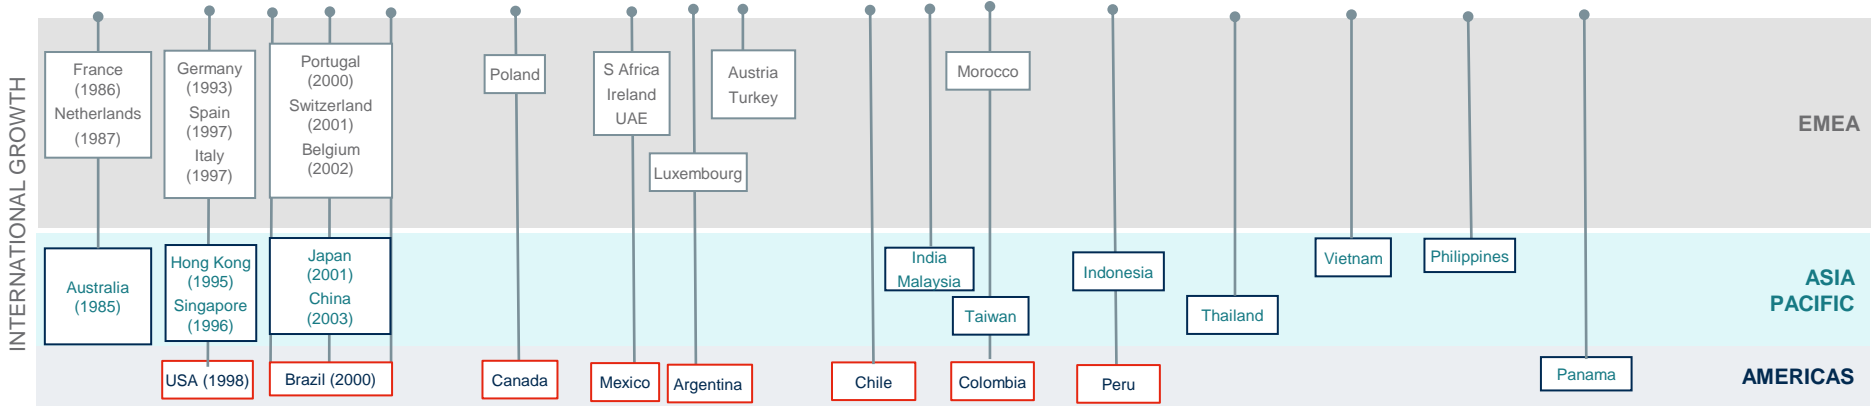 INTERNATIONAL GROWTH
France
(1986)
Netherlands
(1987)
Germany
(1993)
Spain
(1997)
Italy
(1997)
Portugal
(2000)
Switzerland
(2001)
Belgium
(2002)
Poland
S Africa
Ireland
UAE
Luxembourg
Austria
Turkey
Morocco
EMEA
Australia
(1985)
Hong Kong
(1995)
Singapore
(1996)
Japan
(2001)
China
(2003)
India
Malaysia
Taiwan
Indonesia
Thailand
Vietnam
Philippines
ASIA
PACIFIC
USA (1998)
Brazil (2000)
Canada
Mexico
Argentina
Chile
Colombia
Peru
Panama
AMERICAS